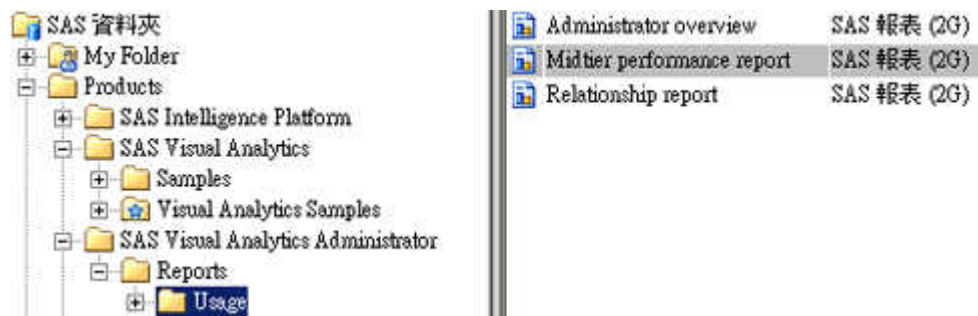 SAS 資料夾
My Folder
Products
SAS Intelligence Platform
SAS Visual Analytics
Samples
Visual Analytics Samples
SAS Visual Analytics Administrator
Reports
Usage
Administrator overview SAS 報表 (2G)
Midtier performance report SAS 報表 (2G)
Relationship report SAS 報表 (2G)